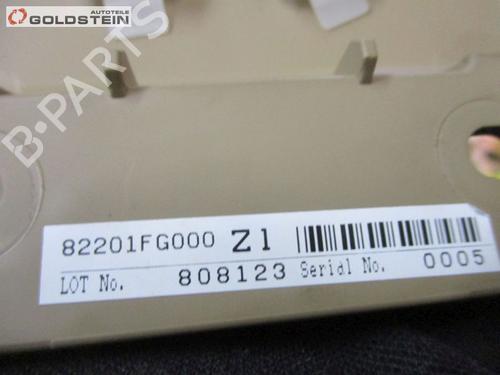 AUTOTEILE
GOLDSTEIN
B-PARTS
82201FG000 Z1
LOT No. 808123 Serial No. 0005